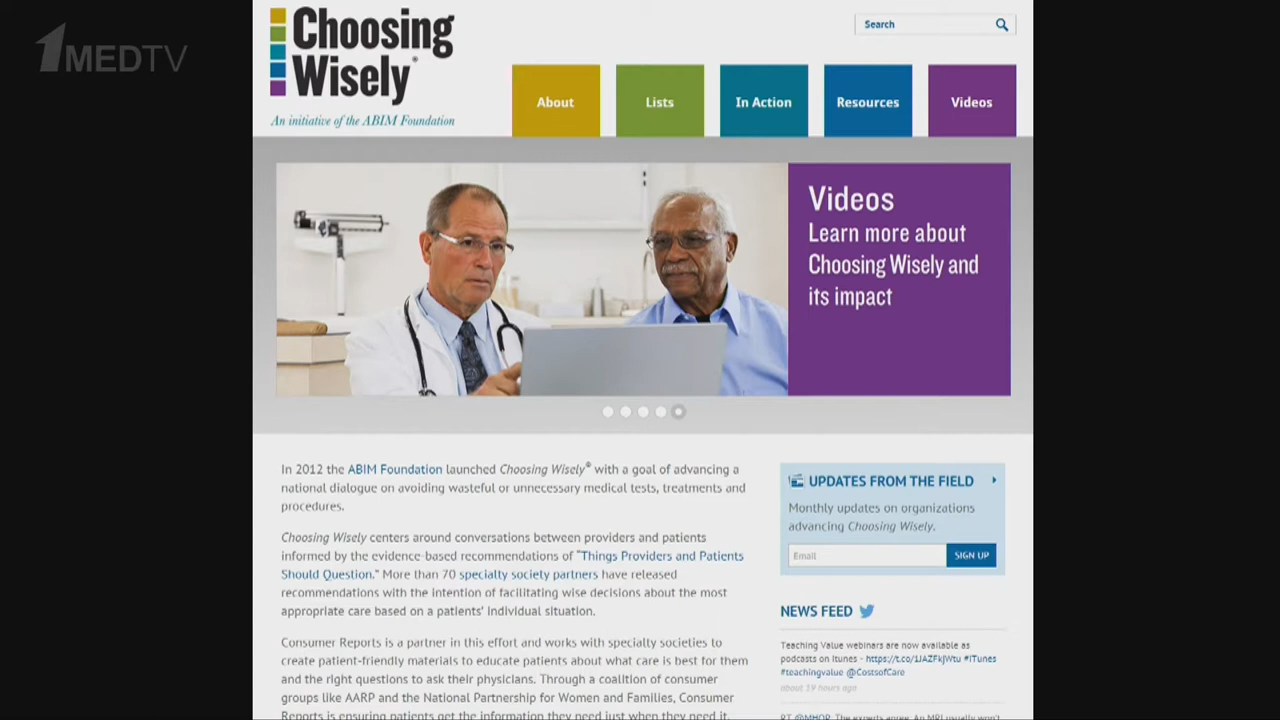 1MEDTV
Choosing
Wisely®
An initiative of the ABIM Foundation
Search
About
Lists
In Action
Resources
Videos
Videos
Learn more about
Choosing Wisely and
its impact
In 2012 the ABIM Foundation launched Choosing Wisely® with a goal of advancing a
national dialogue on avoiding wasteful or unnecessary medical tests, treatments and
procedures.
Choosing Wisely centers around conversations between providers and patients
informed by the evidence-based recommendations of “Things Providers and Patients
Should Question.” More than 70 specialty society partners have released
recommendations with the intention of facilitating wise decisions about the most
appropriate care based on a patients’ individual situation.
Consumer Reports is a partner in this effort and works with specialty societies to
create patient-friendly materials to educate patients about what care is best for them
and the right questions to ask their physicians. Through a coalition of consumer
groups like AARP and the National Partnership for Women and Families, Consumer
Reports is ensuring patients get the information they need just when they need it.
UPDATES FROM THE FIELD
Monthly updates on organizations
advancing Choosing Wisely.
Email
SIGN UP
NEWS FEED
Teaching Value webinars are now available as
podcasts on Itunes - https://t.co/1JAZFkjWtu #iTunes
#teachingvalue @CostsofCare
about 19 hours ago
RT @MHQP: The experts agree: An MRI usually won't